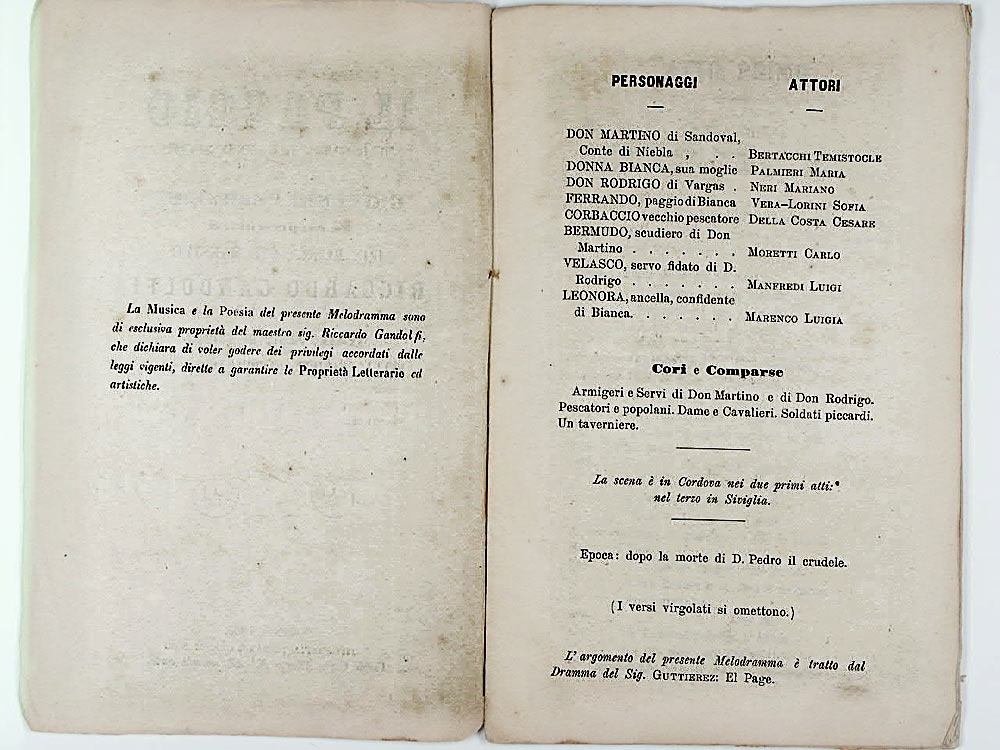 La Musica e la Poesia del presente Melodramma sono
di esclusiva proprietà del maestro sig. Riccardo Gandolfi,
che dichiara di voler godere dei privilegi accordati dalle
leggi vigenti, dirette a garantire le Proprietà Letterario ed
artistiche.
PERSONAGGI ATTORI
DON MARTINO di Sandoval,
Conte di Niebla , . . BERTACCHI TEMISTOCLE
DONNA BIANCA, sua moglie PALMIERI MARIA
DON RODRIGO di Vargas . NERI MARIANO
FERRANDO, paggio di Bianca VERA-LORINI SOFIA
CORBACCIO vecchio pescatore DELLA COSTA CESARE
BERMUDO, scudiero di Don
Martino . . . . . . . MORETTI CARLO
VELASCO, servo fidato di D.
Rodrigo . . . . . . . MANFREDI LUIGI
LEONORA, ancella, confidente
di Bianca. . . . . . . MARENCO LUIGIA
Cori e Comparse
Armigeri e Servi di Don Martino e di Don Rodrigo.
Pescatori e popolani. Dame e Cavalieri. Soldati piccardi.
Un taverniere.
La scena è in Cordova nei due primi atti:
nel terzo in Siviglia.
Epoca: dopo la morte di D. Pedro il crudele.
(I versi virgolati si omettono.)
L' argomento del presente Melodramma è tratto dal
Dramma del Sig. GUTTIEREZ: El Page.